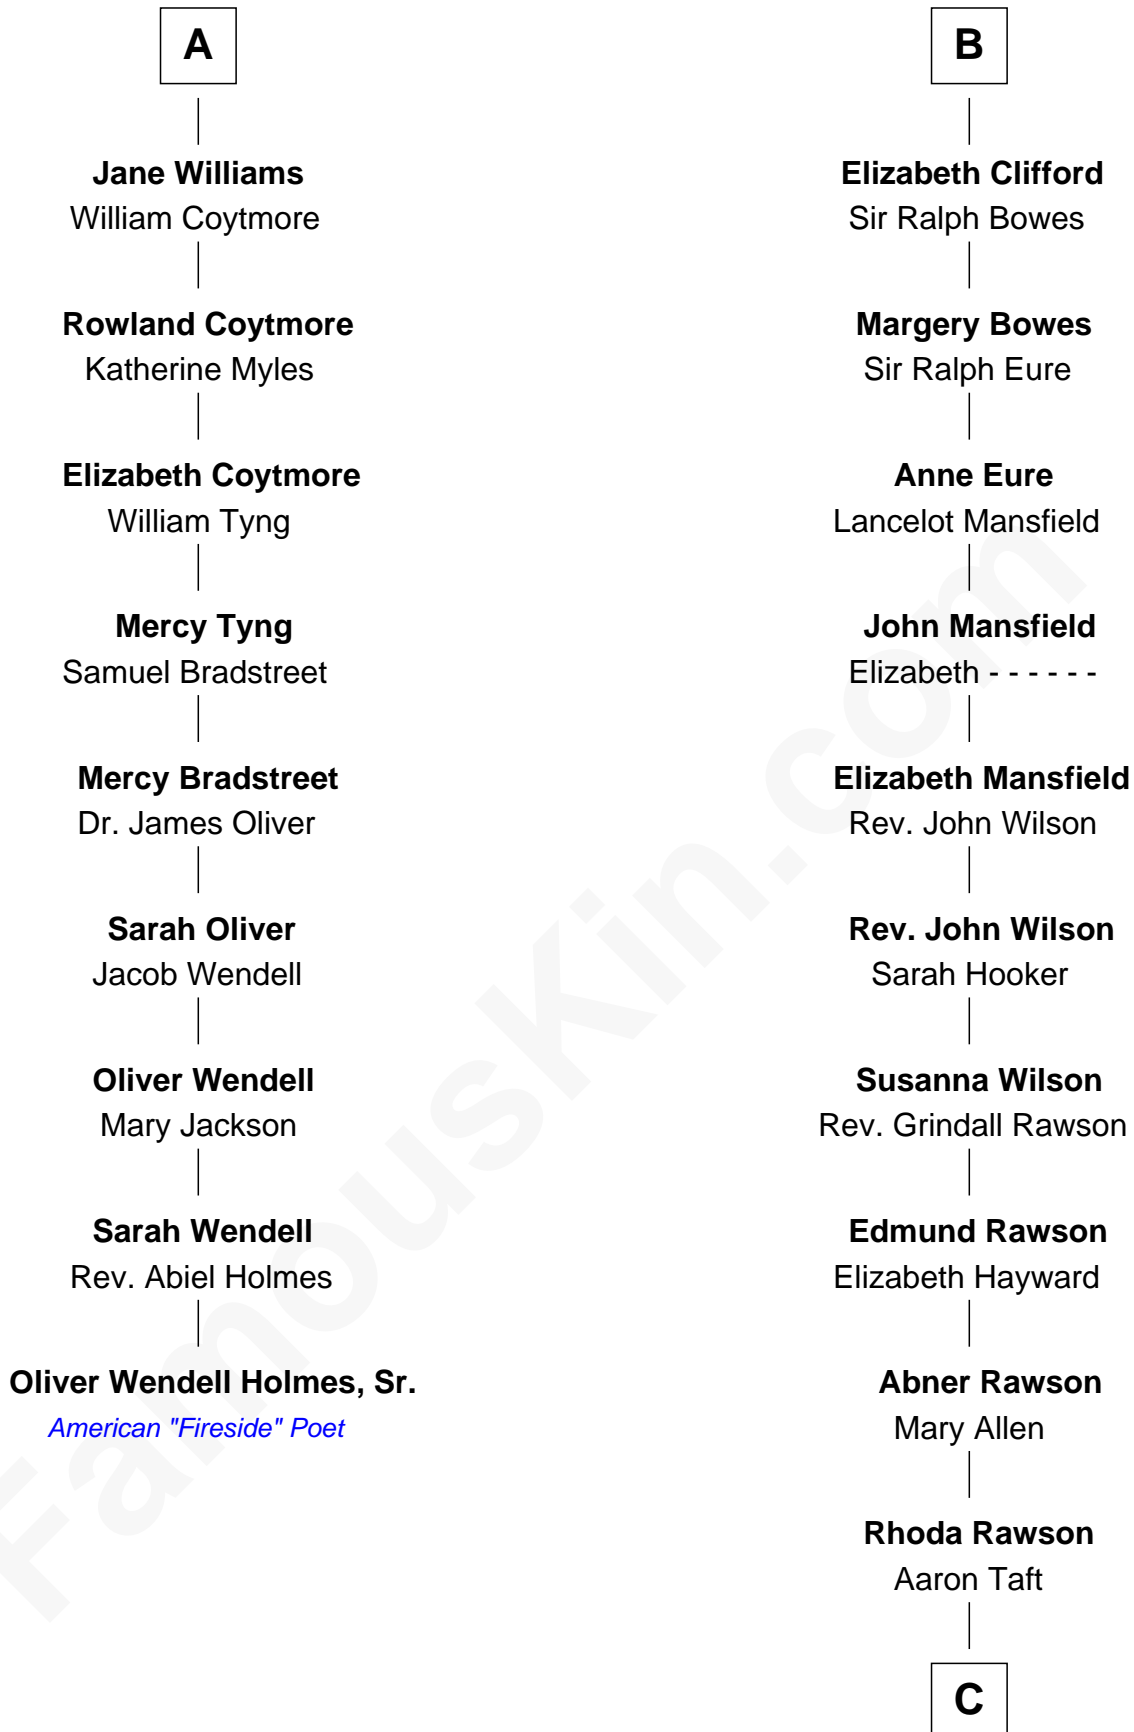 A
Jane Williams
William Coytmore
Rowland Coytmore
Katherine Myles
Elizabeth Coytmore
William Tyng
Mercy Tyng
Samuel Bradstreet
Mercy Bradstreet
Dr. James Oliver
Sarah Oliver
Jacob Wendell
Oliver Wendell
Mary Jackson
Sarah Wendell
Rev. Abiel Holmes
Oliver Wendell Holmes, Sr.
American "Fireside" Poet
B
Elizabeth Clifford
Sir Ralph Bowes
Margery Bowes
Sir Ralph Eure
Anne Eure
Lancelot Mansfield
John Mansfield
Elizabeth - - - - - -
Elizabeth Mansfield
Rev. John Wilson
Rev. John Wilson
Sarah Hooker
Susanna Wilson
Rev. Grindall Rawson
Edmund Rawson
Elizabeth Hayward
Abner Rawson
Mary Allen
Rhoda Rawson
Aaron Taft
C
FamousKin.com